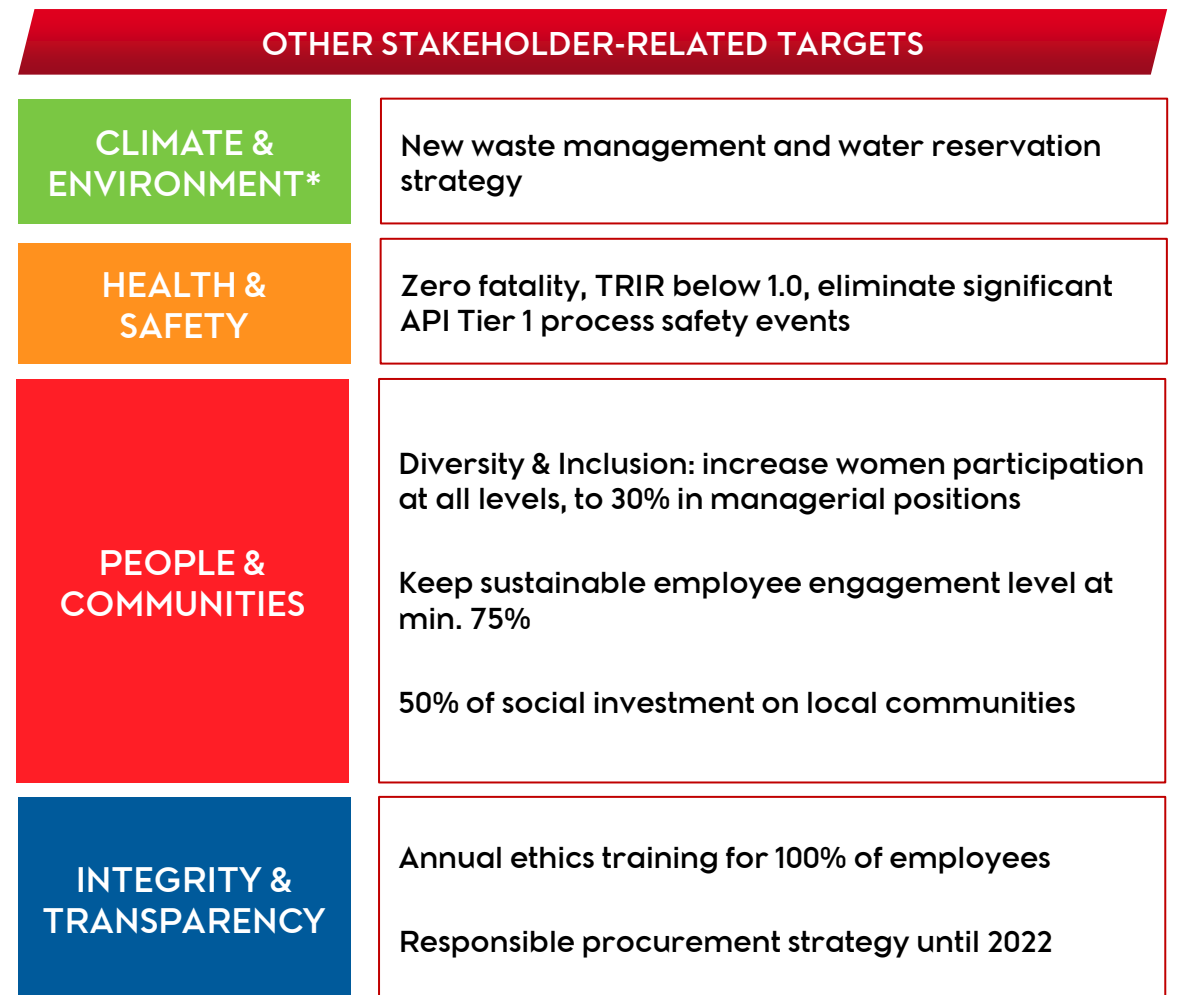 OTHER STAKEHOLDER-RELATED TARGETS
CLIMATE &
ENVIRONMENT*
New waste management and water reservation
strategy
HEALTH &
SAFETY
Zero fatality, TRIR below 1.0, eliminate significant
API Tier 1 process safety events
PEOPLE &
COMMUNITIES
Diversity & Inclusion: increase women participation
at all levels, to 30% in managerial positions
Keep sustainable employee engagement level at
min. 75%
50% of social investment on local communities
INTEGRITY &
TRANSPARENCY
Annual ethics training for 100% of employees
Responsible procurement strategy until 2022